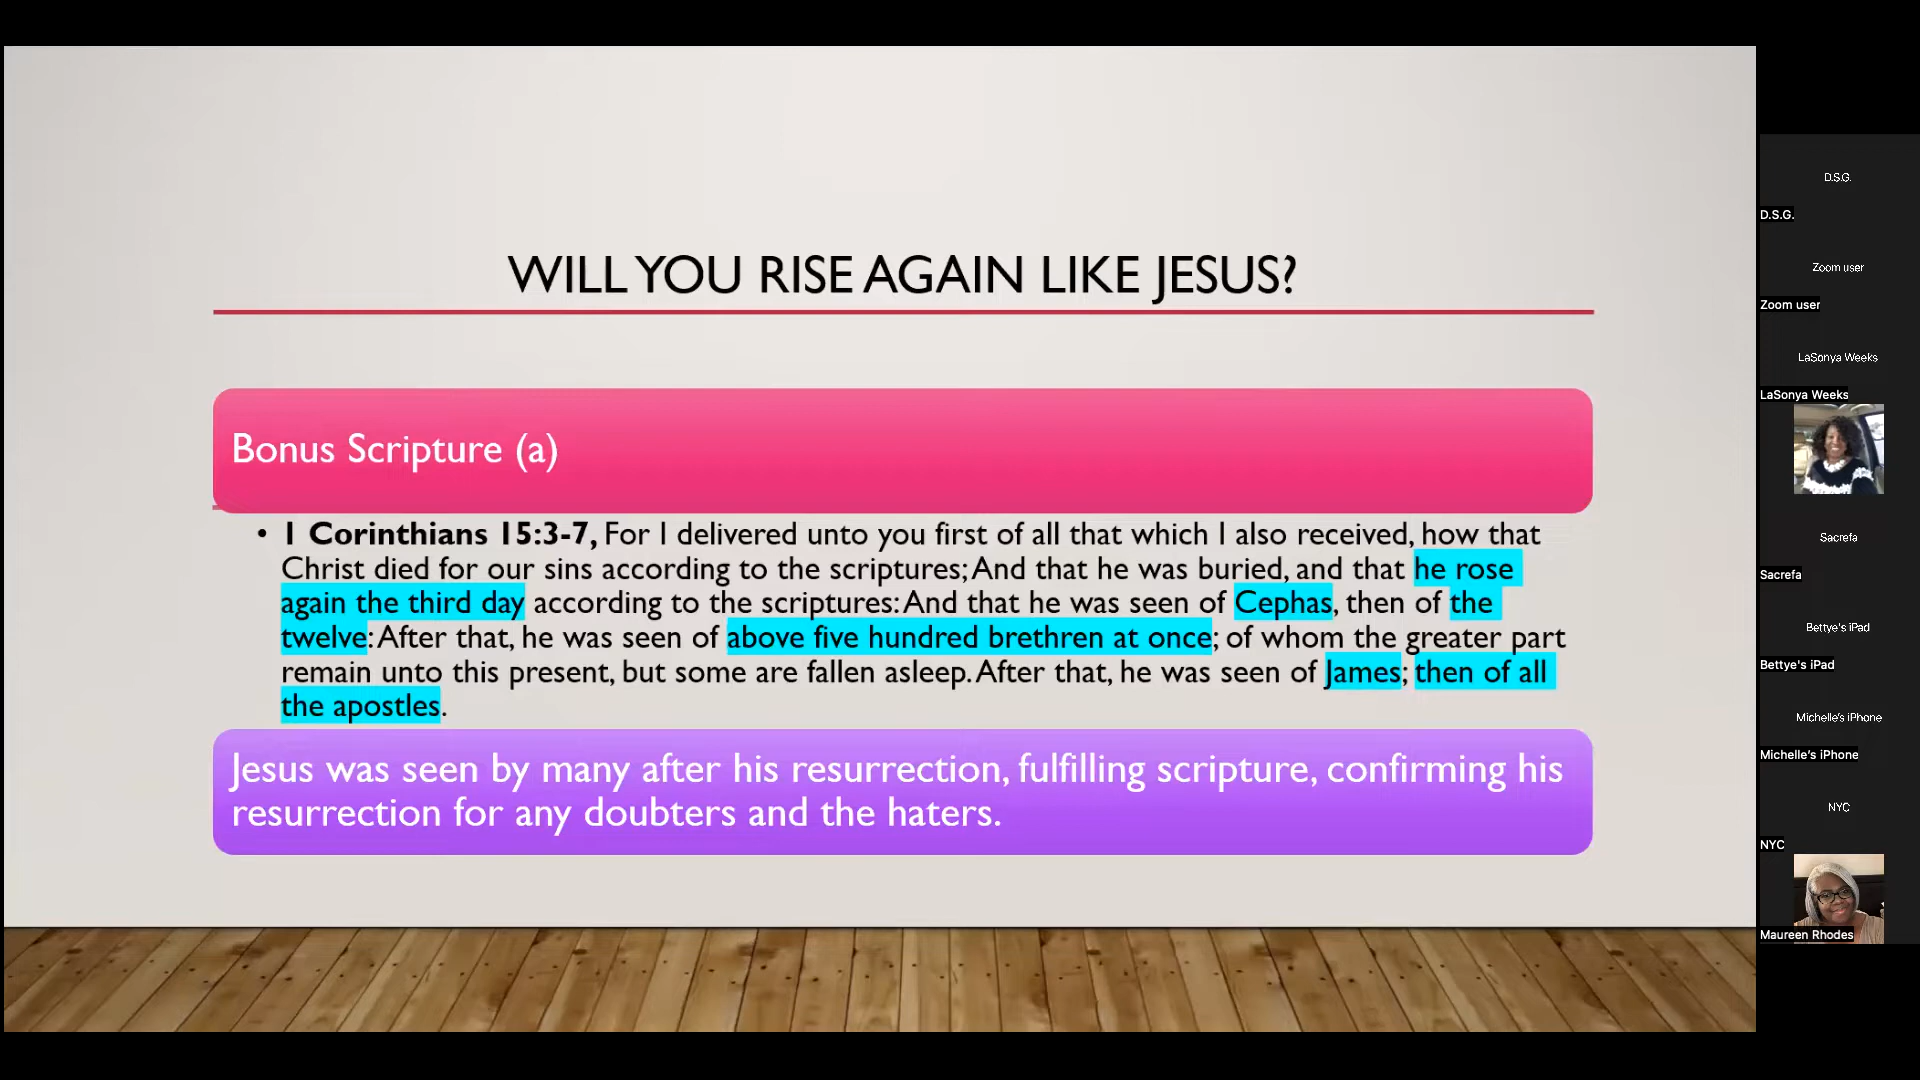 WILL YOU RISE AGAIN LIKE JESUS?
Bonus Scripture (a)
• 1 Corinthians 15:3-7, For I delivered unto you first of all that which I also received, how that
Christ died for our sins according to the scriptures; And that he was buried, and that he rose
again the third day according to the scriptures: And that he was seen of Cephas, then of the
twelve: After that, he was seen of above five hundred brethren at once; of whom the greater part
remain unto this present, but some are fallen asleep. After that, he was seen of James; then of all
the apostles.
Jesus was seen by many after his resurrection, fulfilling scripture, confirming his
resurrection for any doubters and the haters.
D.S.G.
D.S.G.
Zoom user
Zoom user
LaSonya Weeks
LaSonya Weeks
Sacrefa
Sacrefa
Bettye's iPad
Bettye's iPad
Michelle's iPhone
Michelle's iPhone
NYC
NYC
Maureen Rhodes